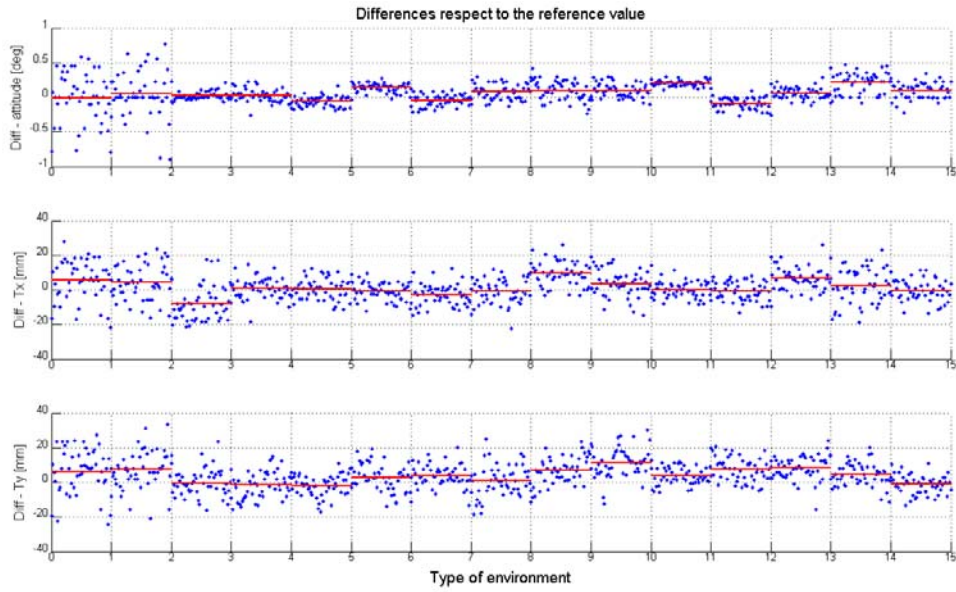 Differences respect to the reference value
Diff - attitude [deg]
1
0.5
0
-0.5
-1
0 1 2 3 4 5 6 7 8 9 10 11 12 13 14 15
Diff - Tx [mm]
40
20
0
-20
-40
0 1 2 3 4 5 6 7 8 9 10 11 12 13 14 15
Diff - Ty [mm]
40
20
0
-20
-40
0 1 2 3 4 5 6 7 8 9 10 11 12 13 14 15
Type of environment